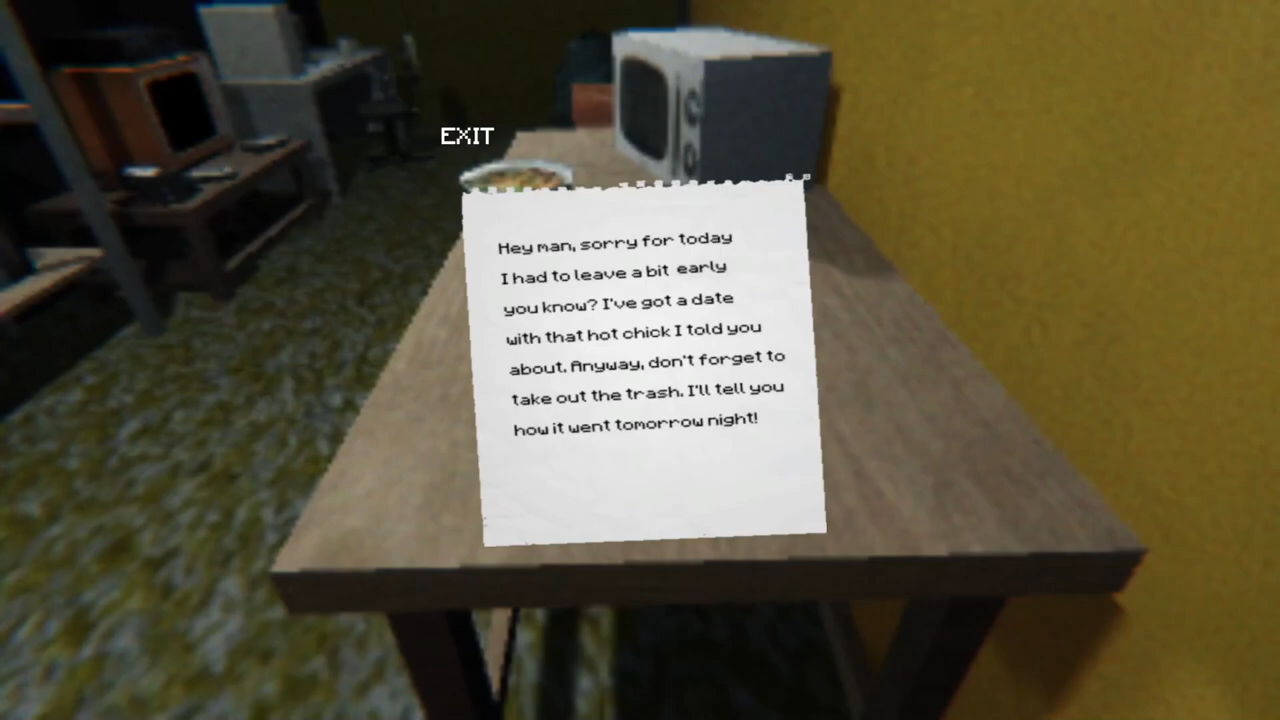 EXIT
Hey man, sorry for today
I had to leave a bit early
you know? I've got a date
with that hot chick I told you
about. Anyway, don't forget to
take out the trash. I'll tell you
how it went tomorrow night!